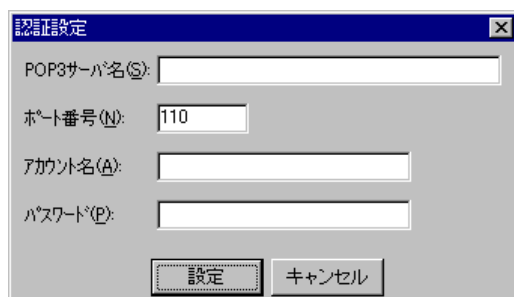 認証設定
POP3ｻｰﾊﾞ名(S):
ﾎﾟｰﾄ番号(N): 110
ｱｶｳﾝﾄ名(A):
ﾊﾟｽﾜｰﾄﾞ(P):
設定 キャンセル